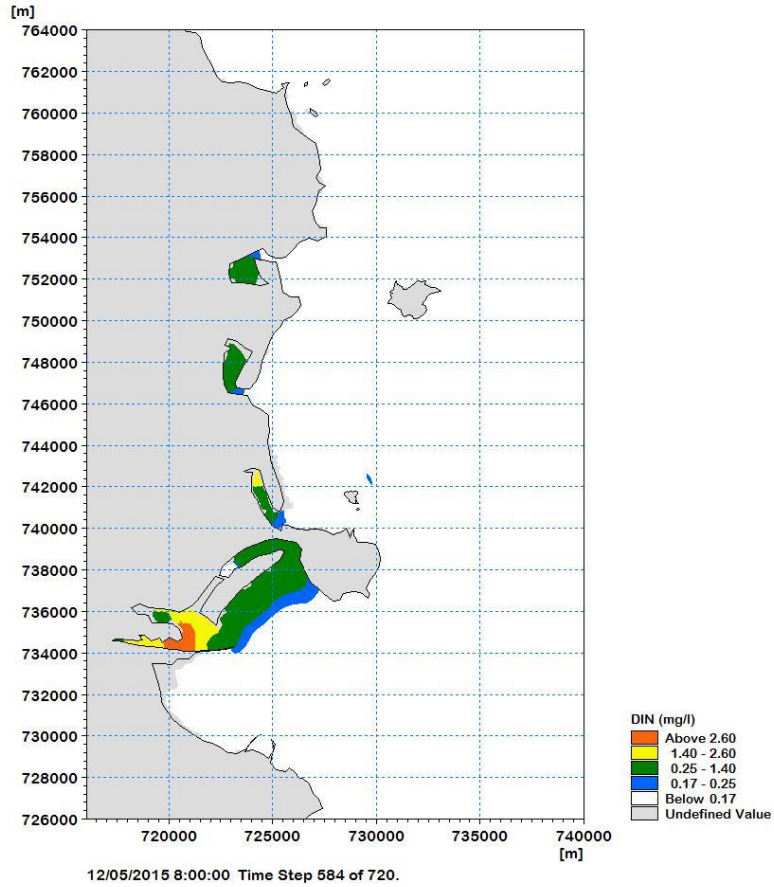 [m]
764000
762000
760000
758000
756000
754000
752000
750000
748000
746000
744000
742000
740000
738000
736000
734000
732000
730000
728000
726000
720000 725000 730000 735000 740000
[m]
DIN (mg/l)
Above 2.60
1.40 - 2.60
0.25 - 1.40
0.17 - 0.25
Below 0.17
Undefined Value
12/05/2015 8:00:00 Time Step 584 of 720.